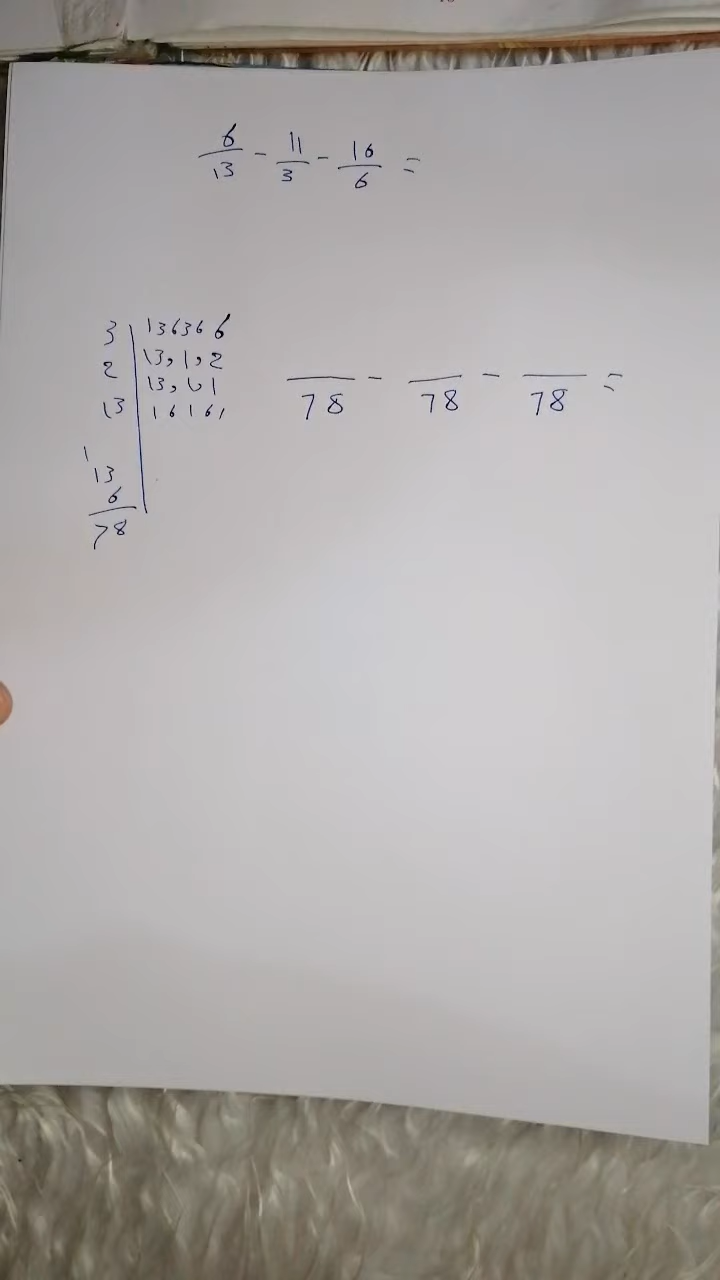 6/13 - 11/3 - 16/6 =
3 | 13,3,6
2 | 13,1,2
13 | 13,1,1
1,1,1
/78 - /78 - /78 =
1
13
6
78